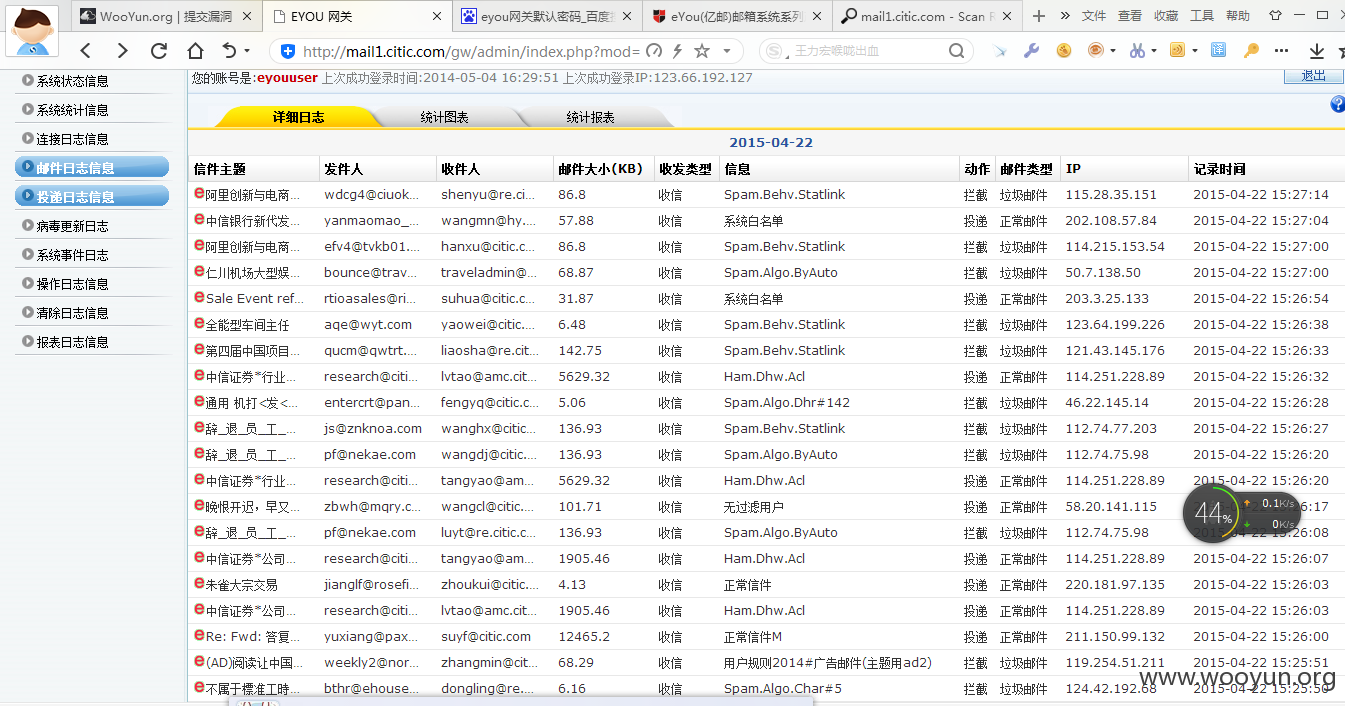 WooYun.org | 提交漏洞
EYOU 网关
eyou网关默认密码_百度
eYou(亿邮)邮箱系统系列
mail1.citic.com - Scan R
文件 查看 收藏 工具 帮助
http://mail1.citic.com/gw/admin/index.php?mod=
王力宏喉咙出血
您的账号是:eyouuser 上次成功登录时间:2014-05-04 16:29:51 上次成功登录IP:123.66.192.127
退出
系统状态信息
系统统计信息
连接日志信息
邮件日志信息
投递日志信息
病毒更新日志
系统事件日志
操作日志信息
清除日志信息
报表日志信息
详细日志 统计图表 统计报表
2015-04-22
信件主题 发件人 收件人 邮件大小(KB) 收发类型 信息 动作 邮件类型 IP 记录时间
阿里创新与电商... wdcg4@ciuok... shenyu@re.ci... 86.8 收信 Spam.Behv.Statlink 拦截 垃圾邮件 115.28.35.151 2015-04-22 15:27:14
中信银行新代发... yanmaomao_... wangmn@hy.... 57.88 收信 系统白名单 投递 正常邮件 202.108.57.84 2015-04-22 15:27:04
阿里创新与电商... efv4@tvkb01.... hanxu@citic.... 86.8 收信 Spam.Behv.Statlink 拦截 垃圾邮件 114.215.153.54 2015-04-22 15:27:00
仁川机场大型娱... bounce@trav... traveladmin@... 68.87 收信 Spam.Algo.ByAuto 拦截 垃圾邮件 50.7.138.50 2015-04-22 15:27:00
Sale Event ref... rtioasales@ri... suhua@citic.c... 31.87 收信 系统白名单 投递 正常邮件 203.3.25.133 2015-04-22 15:26:54
全能型车间主任 aqe@wyt.com yaowei@citic.... 6.48 收信 Spam.Behv.Statlink 拦截 垃圾邮件 123.64.199.226 2015-04-22 15:26:38
第四届中国项目... qucm@qwtrt.... liaosha@re.cit... 142.75 收信 Spam.Behv.Statlink 拦截 垃圾邮件 121.43.145.176 2015-04-22 15:26:33
中信证券*行业... research@citi... lvtao@amc.cit... 5629.32 收信 Ham.Dhw.Acl 投递 正常邮件 114.251.228.89 2015-04-22 15:26:32
通用 机打<发<... entercrt@pan... fengyq@citic.c... 5.06 收信 Spam.Algo.Dhr#142 拦截 垃圾邮件 46.22.145.14 2015-04-22 15:26:28
辞_退_员_工_... js@znknoa.com wanghx@citic... 136.93 收信 Spam.Behv.Statlink 拦截 垃圾邮件 112.74.77.203 2015-04-22 15:26:27
辞_退_员_工_... pf@nekae.com wangdj@citic.... 136.93 收信 Spam.Algo.ByAuto 拦截 垃圾邮件 112.74.75.98 2015-04-22 15:26:20
中信证券*行业... research@citi... tangyao@am... 5629.32 收信 Ham.Dhw.Acl 投递 正常邮件 114.251.228.89 2015-04-22 15:26:20
晚恨开迟，早又... zbwh@mqry.c... wangcl@citic.... 101.71 收信 无过滤用户 投递 正常邮件 58.20.141.115 6:17
辞_退_员_工_... pf@nekae.com luyt@re.citic.c... 136.93 收信 Spam.Algo.ByAuto 拦截 垃圾邮件 112.74.75.98 6:08
中信证券*公司... research@citi... tangyao@am... 1905.46 收信 Ham.Dhw.Acl 投递 正常邮件 114.251.228.89 2015-04-22 15:26:07
朱雀大宗交易 jianglf@rosefi... zhoukui@citic.... 4.13 收信 正常信件 投递 正常邮件 220.181.97.135 2015-04-22 15:26:03
中信证券*公司... research@citi... lvtao@amc.cit... 1905.46 收信 Ham.Dhw.Acl 投递 正常邮件 114.251.228.89 2015-04-22 15:26:03
Re: Fwd: 答复... yuxiang@pax... suyf@citic.com 12465.2 收信 正常信件M 投递 正常邮件 211.150.99.132 2015-04-22 15:26:00
(AD)阅读让中国... weekly2@nor... zhangmin@cit... 68.29 收信 用户规则2014#广告邮件(主题用ad2) 拦截 垃圾邮件 119.254.51.211 2015-04-22 15:25:51
不属于標准工時... bthr@ehouse... dongling@re.... 6.16 收信 Spam.Algo.Char#5 拦截 垃圾邮件 124.42.192.68 2015-04-22 15:25:50
44%
0.1K/s
0K/s
www.wooyun.org